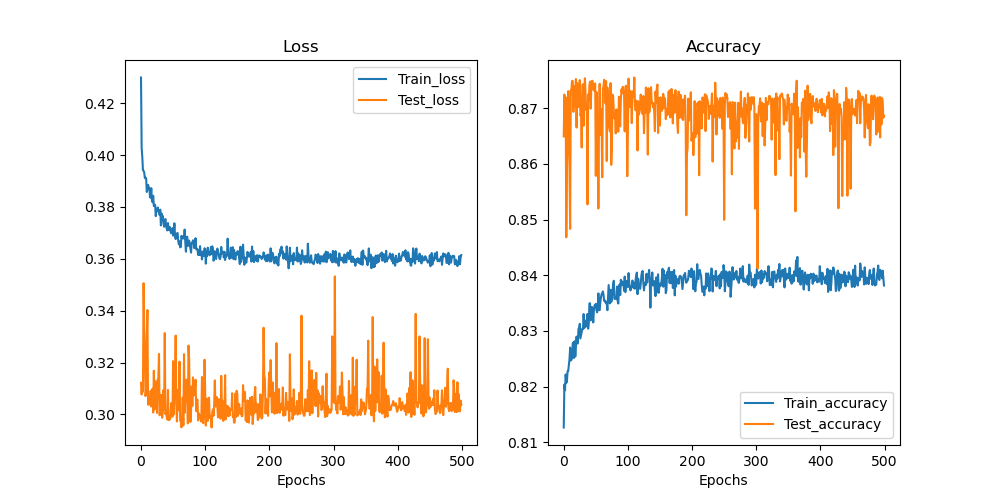 Loss
Train_loss
Test_loss
0.42
0.40
0.38
0.36
0.34
0.32
0.30
0 100 200 300 400 500
Epochs
Accuracy
0.87
0.86
0.85
0.84
0.83
0.82
0.81
Train_accuracy
Test_accuracy
0 100 200 300 400 500
Epochs